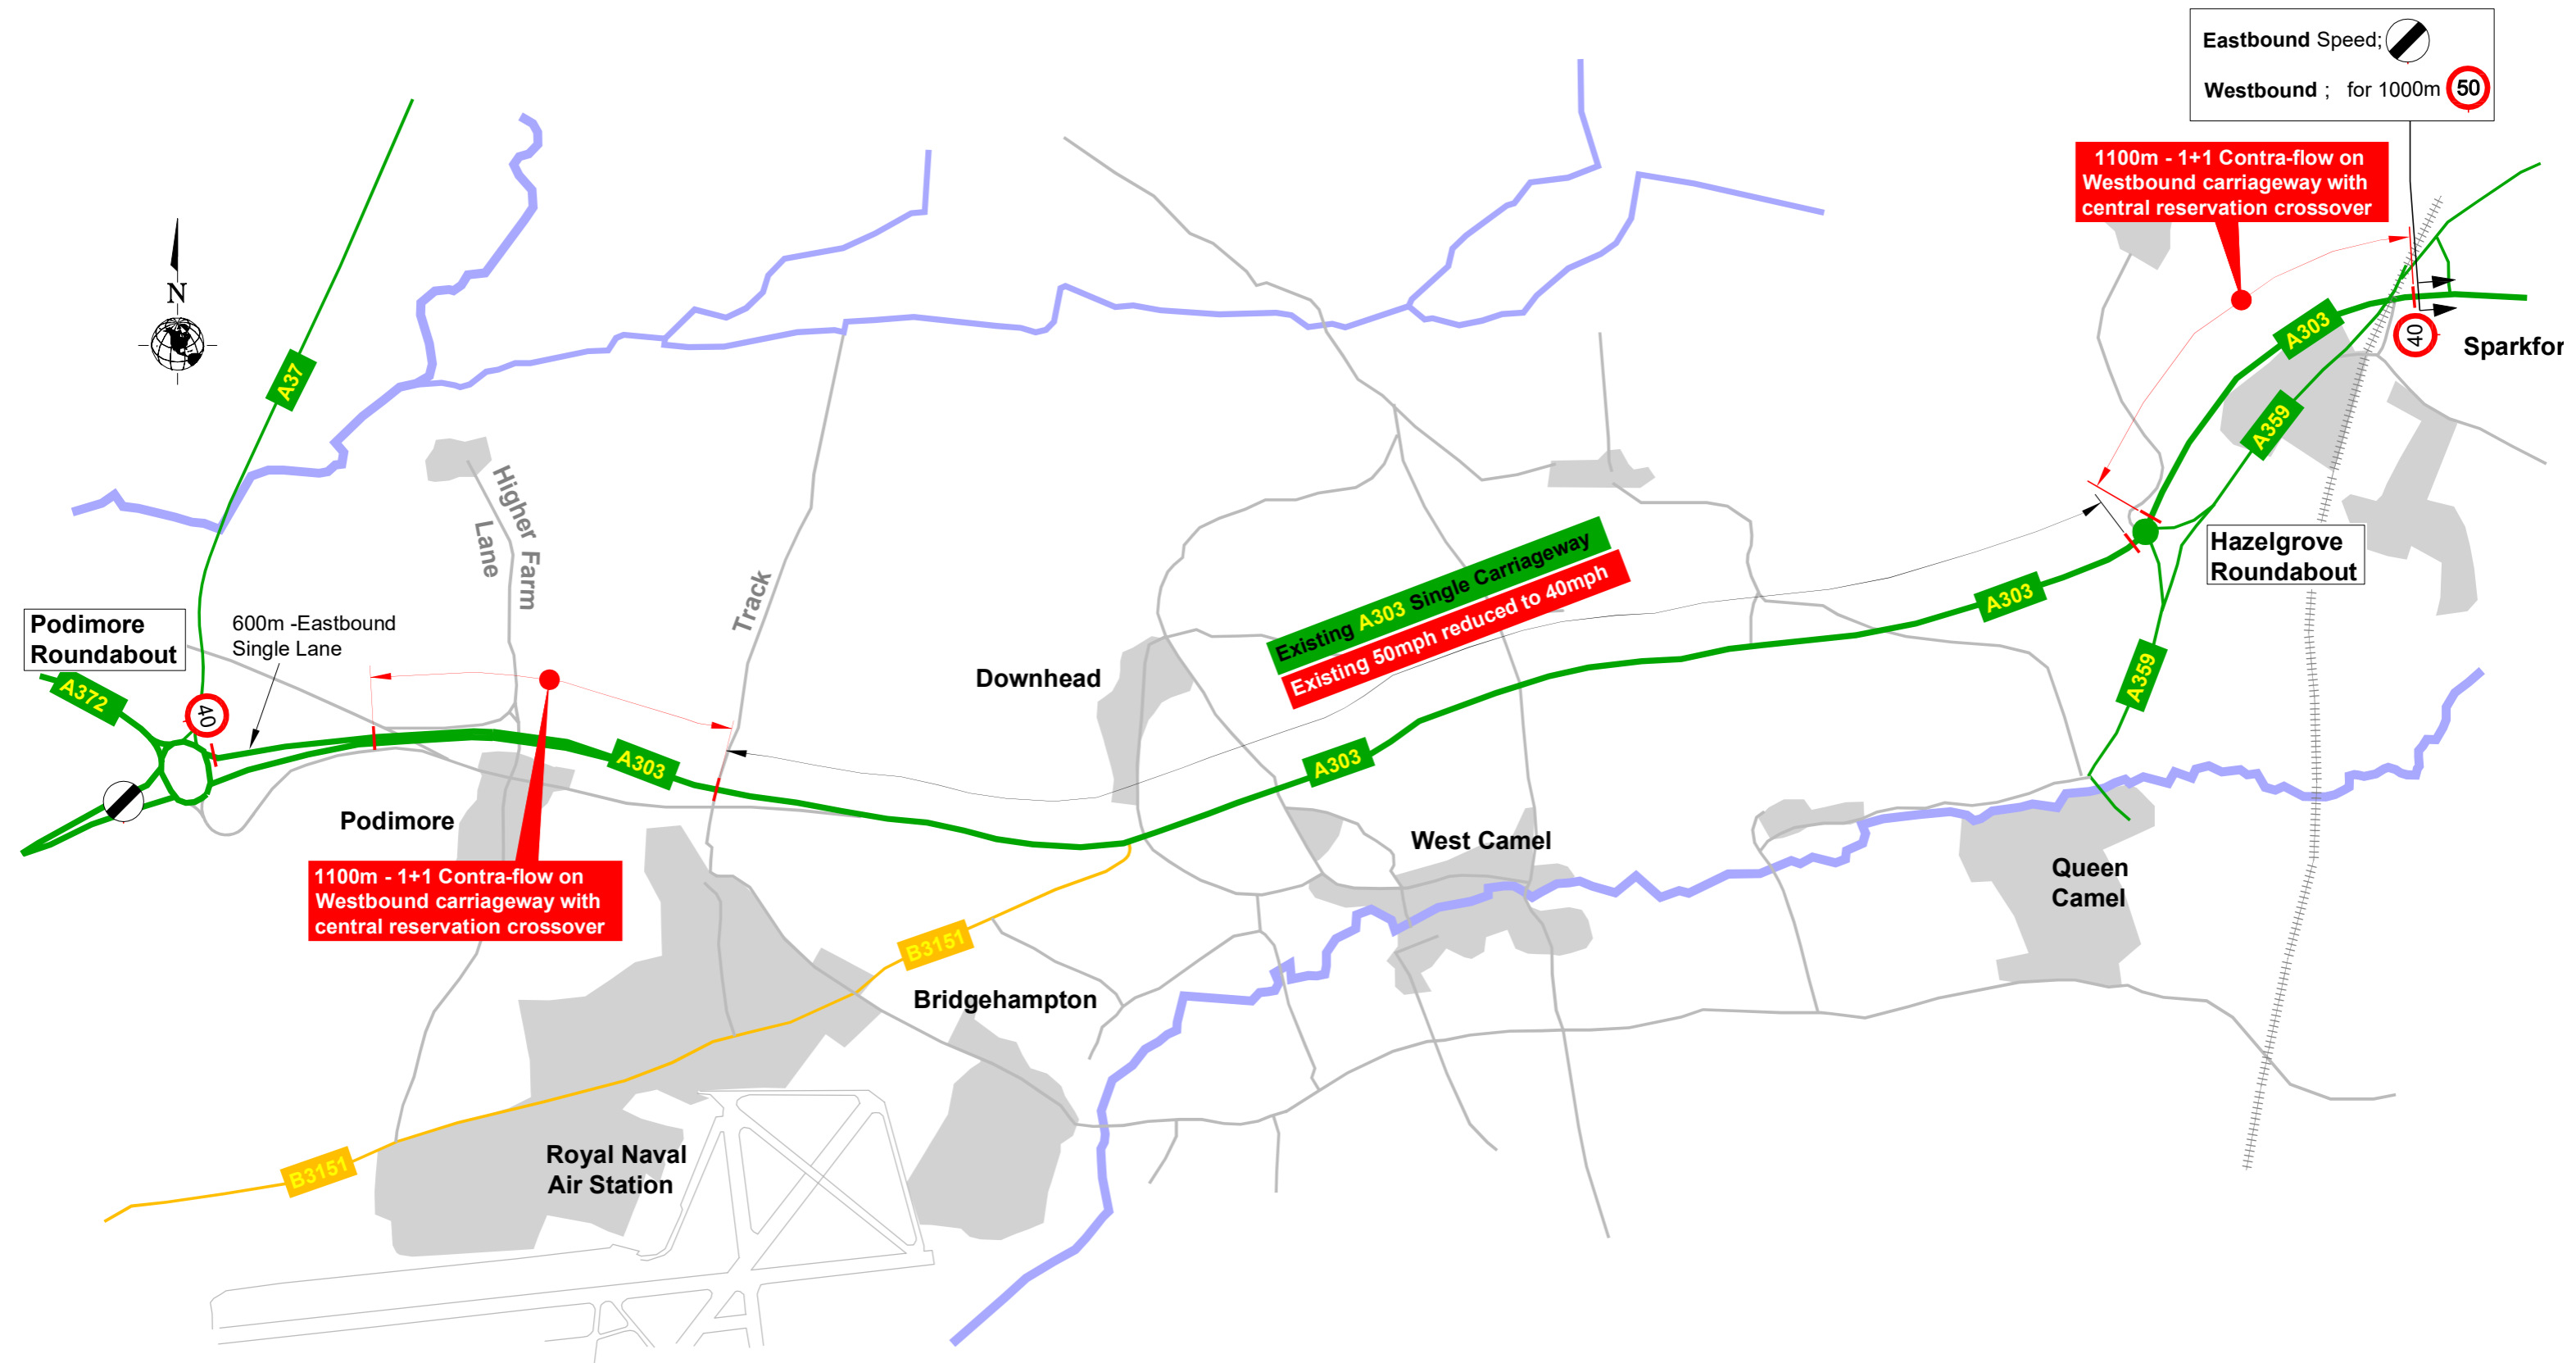 Eastbound Speed;
Westbound ; for 1000m 50
1100m - 1+1 Contra-flow on
Westbound carriageway with
central reservation crossover
N
A37
A303
40
Sparkfor
A359
Higher Farm
Lane
Track
Existing A303 Single Carriageway
Existing 50mph reduced to 40mph
Hazelgrove
Roundabout
A303
Podimore
Roundabout
600m -Eastbound
Single Lane
A372
40
Downhead
A359
A303
A303
Podimore
West Camel
Queen
Camel
1100m - 1+1 Contra-flow on
Westbound carriageway with
central reservation crossover
B3151
Bridgehampton
B3151
Royal Naval
Air Station